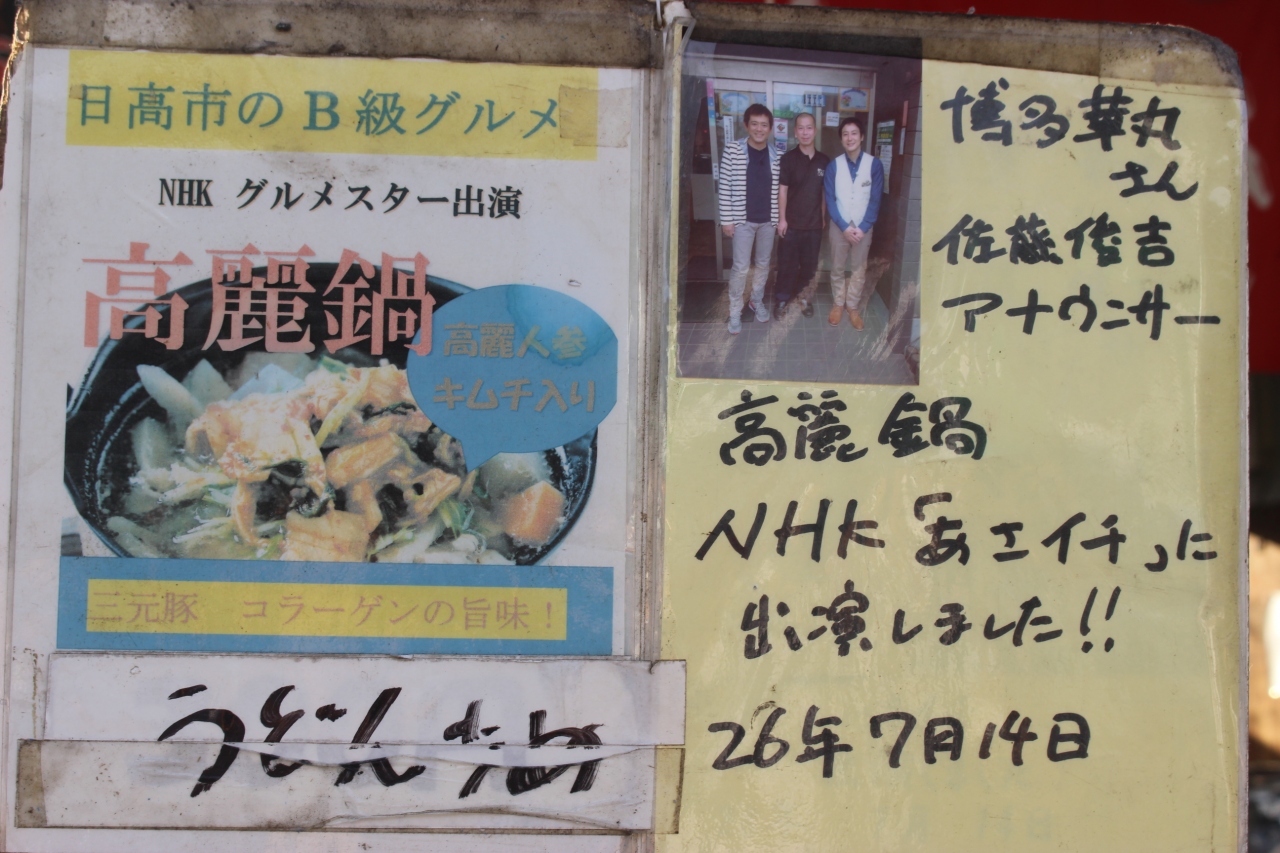 日高市のB級グルメ
NHK グルメスター出演
高麗鍋
高麗人参
キムチ入り
三元豚 コラーゲンの旨味！
博多華丸
さん
佐藤俊吉
アナウンサー
高麗鍋
NHK「あさイチ」に
出演しました!!
26年7月14日